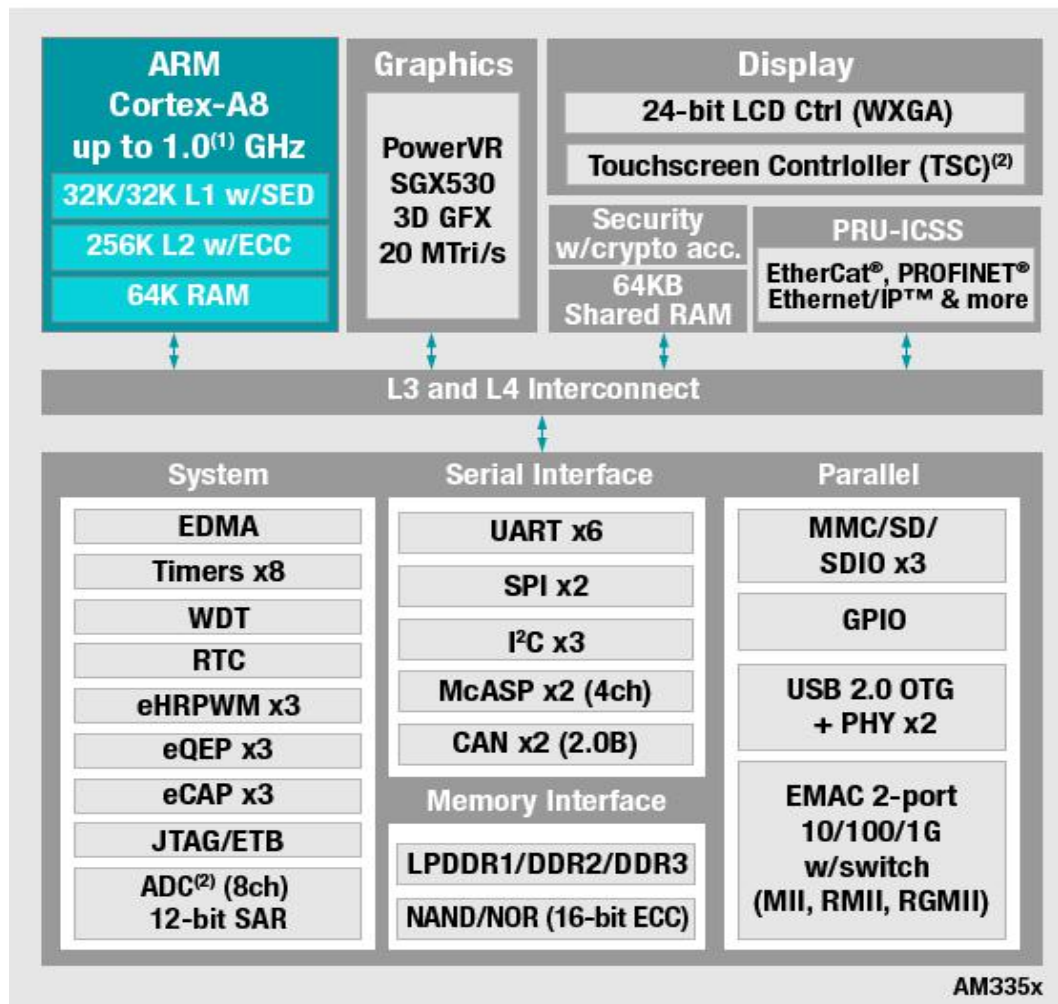 ARM
Cortex-A8
up to 1.0⁽¹⁾ GHz
32K/32K L1 w/SED
256K L2 w/ECC
64K RAM
Graphics
PowerVR
SGX530
3D GFX
20 MTri/s
Display
24-bit LCD Ctrl (WXGA)
Touchscreen Contrloller (TSC)⁽²⁾
Security
w/crypto acc.
64KB
Shared RAM
PRU-ICSS
EtherCat®, PROFINET®
Ethernet/IP™ & more
L3 and L4 Interconnect
System
EDMA
Timers x8
WDT
RTC
eHRPWM x3
eQEP x3
eCAP x3
JTAG/ETB
ADC⁽²⁾ (8ch)
12-bit SAR
Serial Interface
UART x6
SPI x2
I²C x3
McASP x2 (4ch)
CAN x2 (2.0B)
Memory Interface
LPDDR1/DDR2/DDR3
NAND/NOR (16-bit ECC)
Parallel
MMC/SD/
SDIO x3
GPIO
USB 2.0 OTG
+ PHY x2
EMAC 2-port
10/100/1G
w/switch
(MII, RMII, RGMII)
AM335x